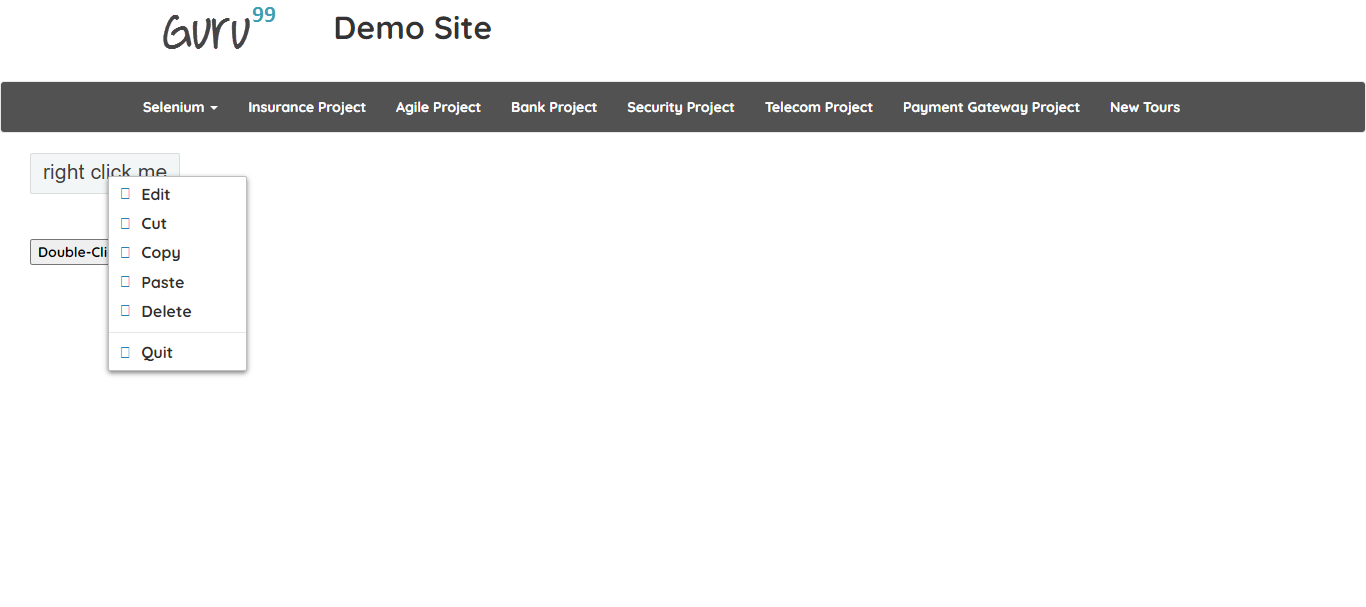 Guru99
Demo Site
Selenium Insurance Project Agile Project Bank Project Security Project Telecom Project Payment Gateway Project New Tours
right click me
Edit
Cut
Double-Cli
Copy
Paste
Delete
Quit